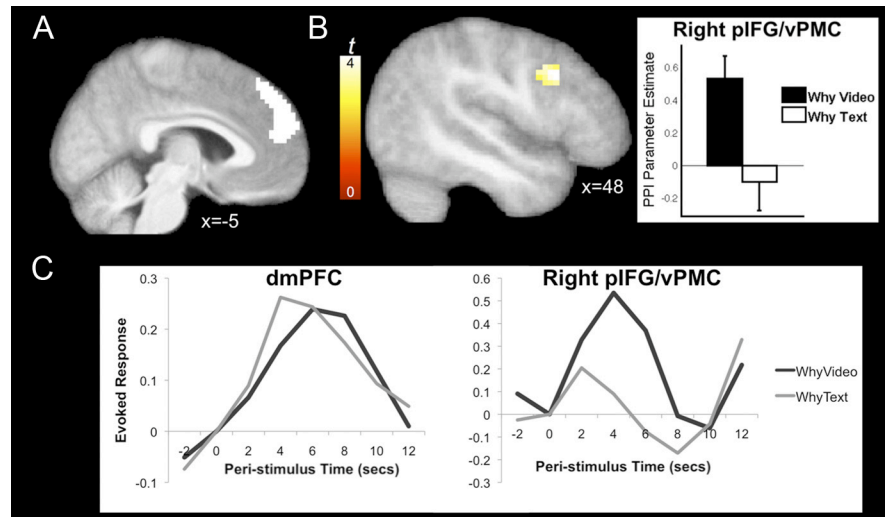 A
B
t
4
0
x=-5
x=48
Right pIFG/vPMC
PPI Parameter Estimate
0.6
0.4
0.2
0
-0.2
Why Video
Why Text
C
dmPFC
Evoked Response
0.3
0.2
0.1
0
-0.1
-2 0 2 4 6 8 10 12
Peri-stimulus Time (secs)
Right pIFG/vPMC
0.6
0.5
0.4
0.3
0.2
0.1
0
-0.1
-0.2
-0.3
-2 0 2 4 6 8 10 12
Peri-stimulus Time (secs)
WhyVideo
WhyText